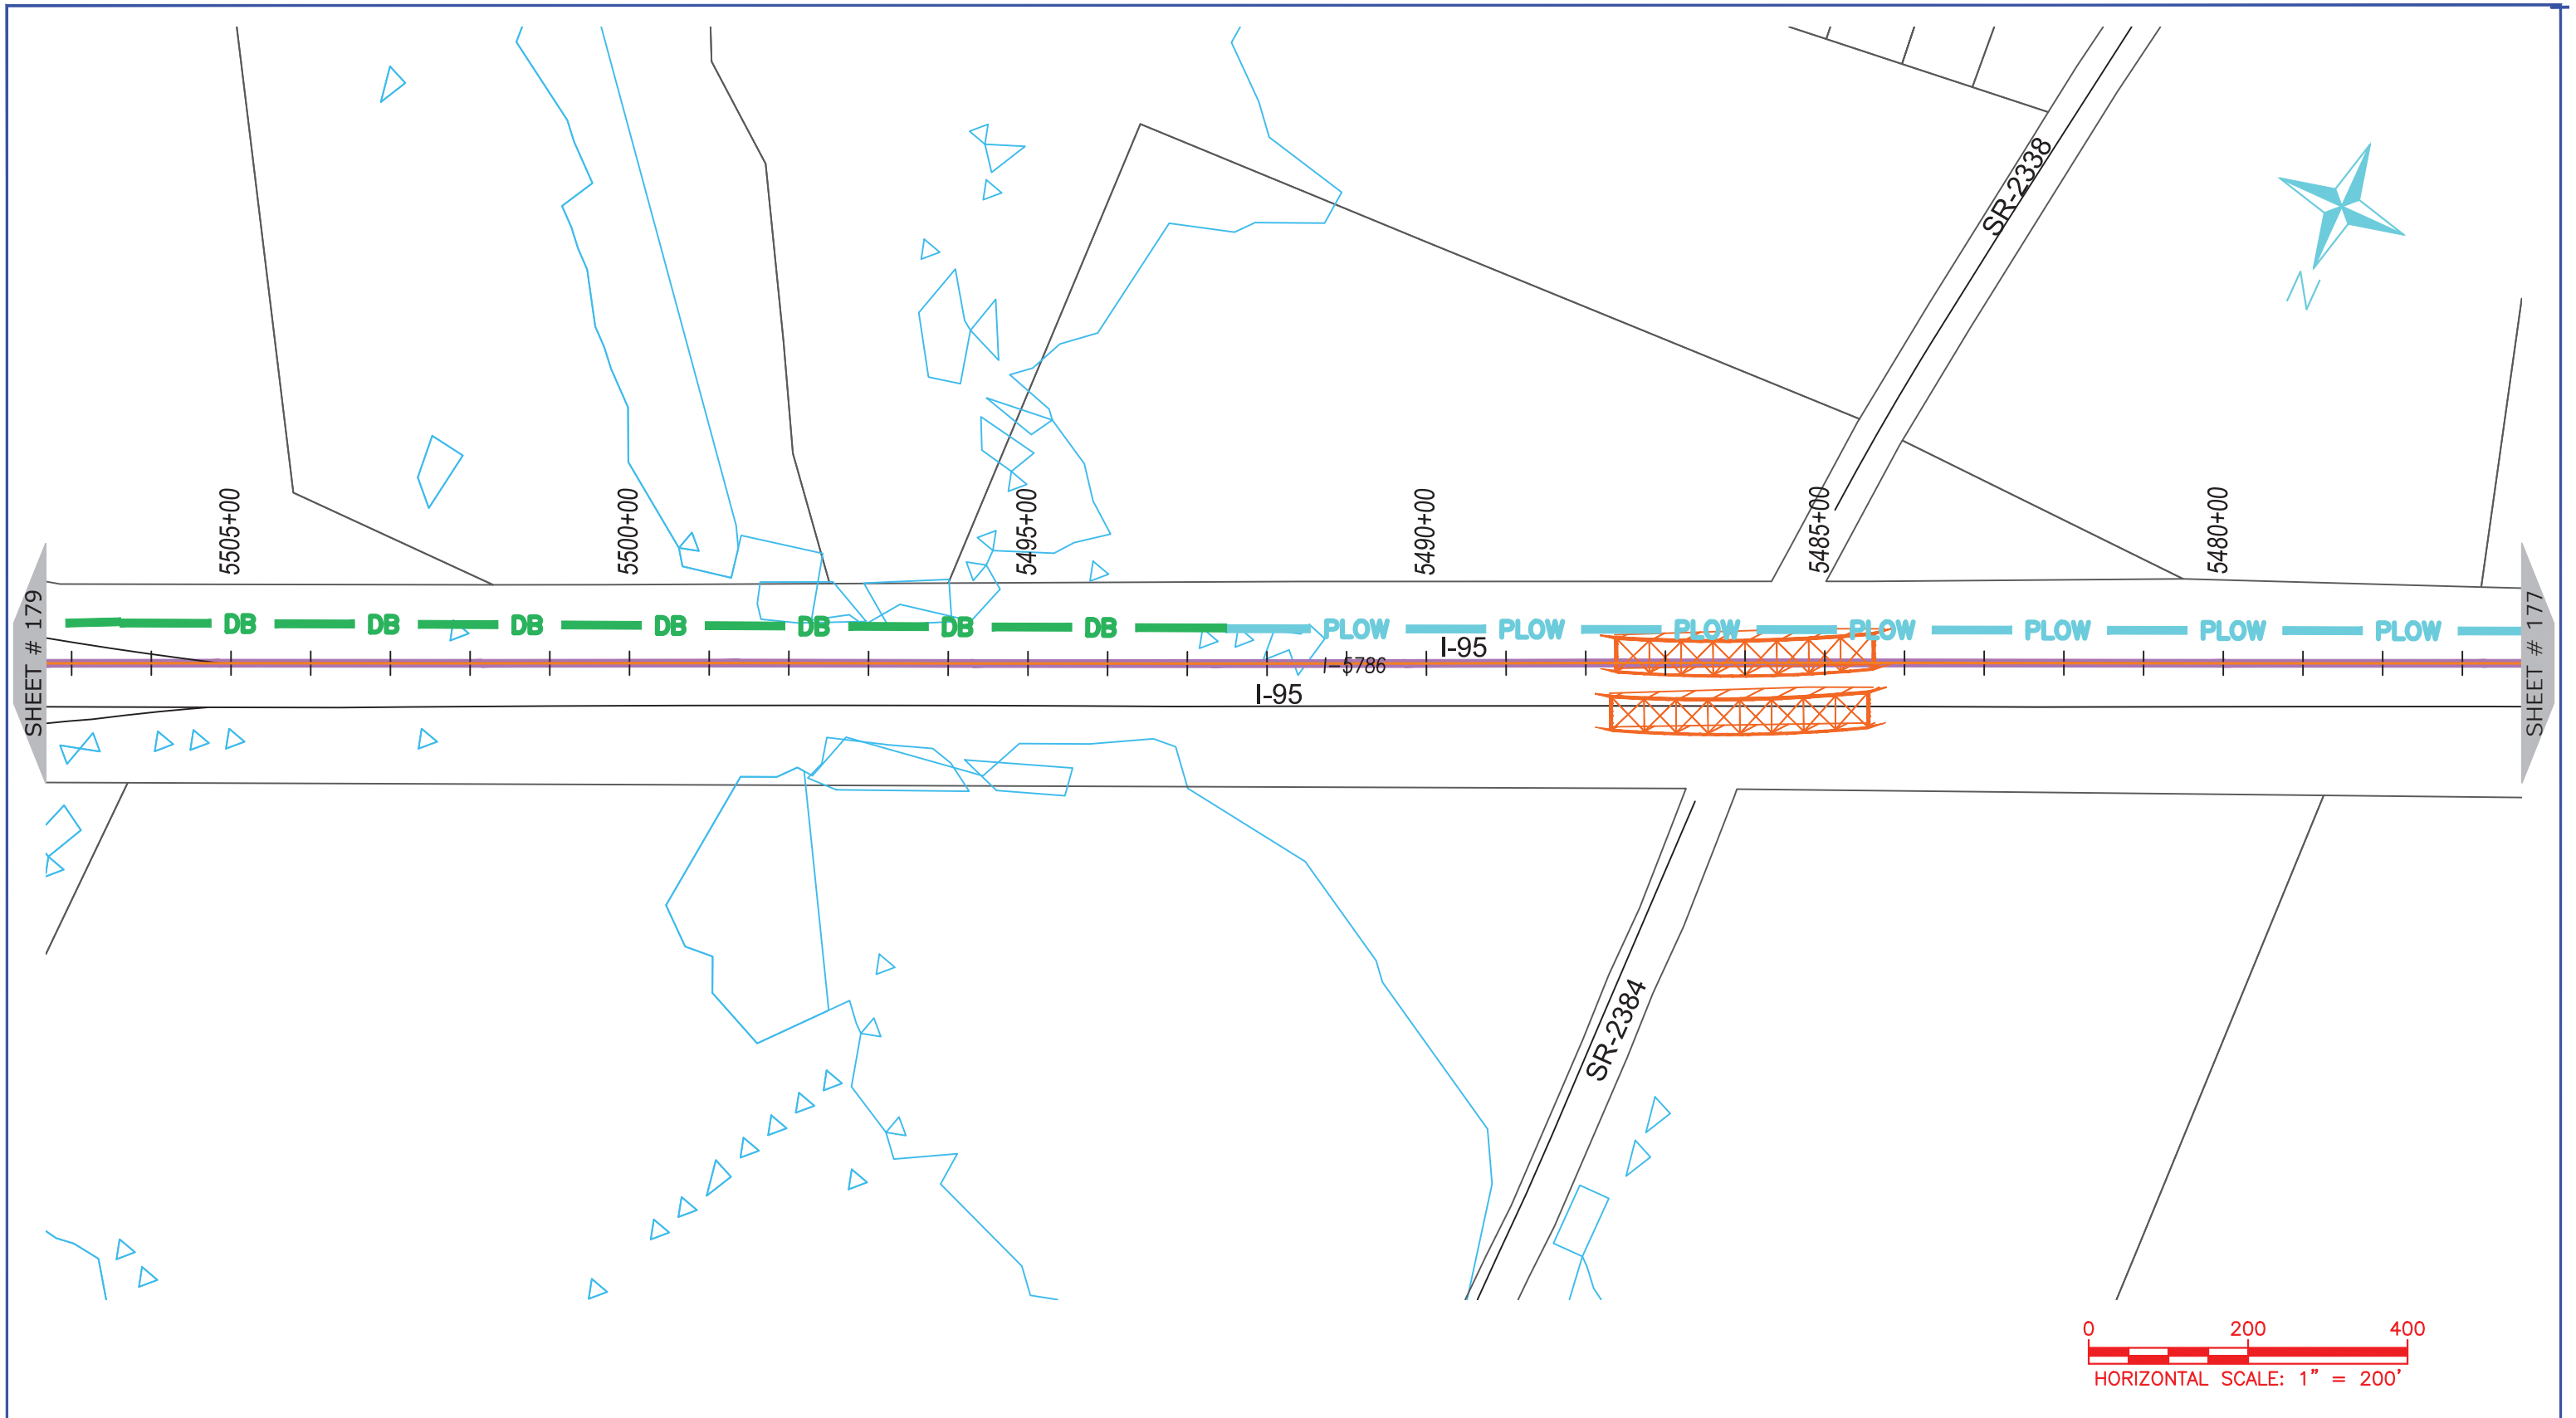 SR-2338
N
5505+00
5500+00
5495+00
5490+00
5485+00
5480+00
SHEET # 179
DB DB DB DB DB DB DB PLOW PLOW PLOW PLOW PLOW PLOW PLOW
I-95
I-5786
I-95
SHEET # 177
SR-2384
0 200 400
HORIZONTAL SCALE: 1" = 200'